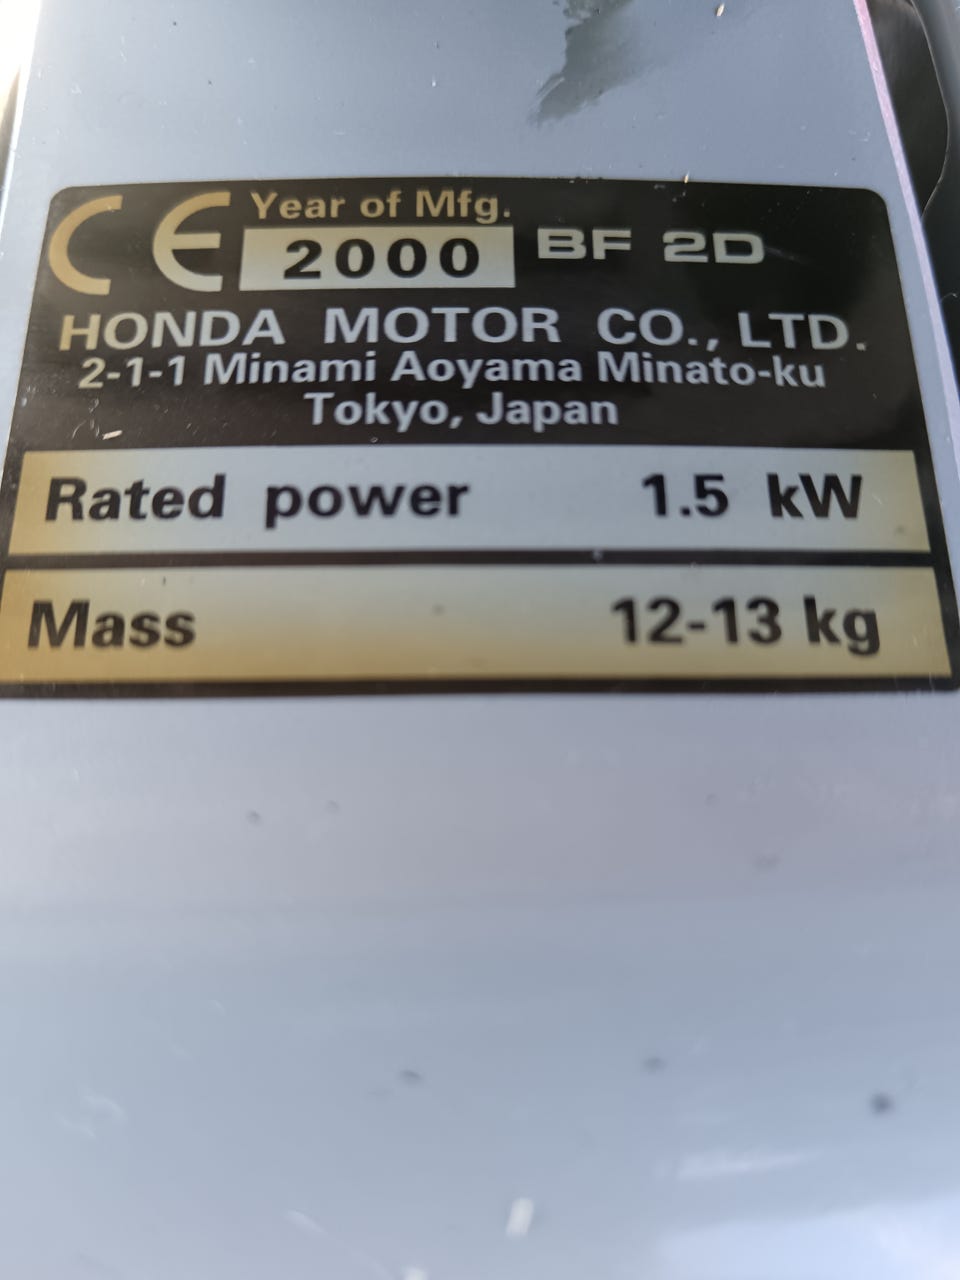 CE Year of Mfg.
2000 BF 2D
HONDA MOTOR CO., LTD.
2-1-1 Minami Aoyama Minato-ku
Tokyo, Japan
Rated power 1.5 kW
Mass 12-13 kg